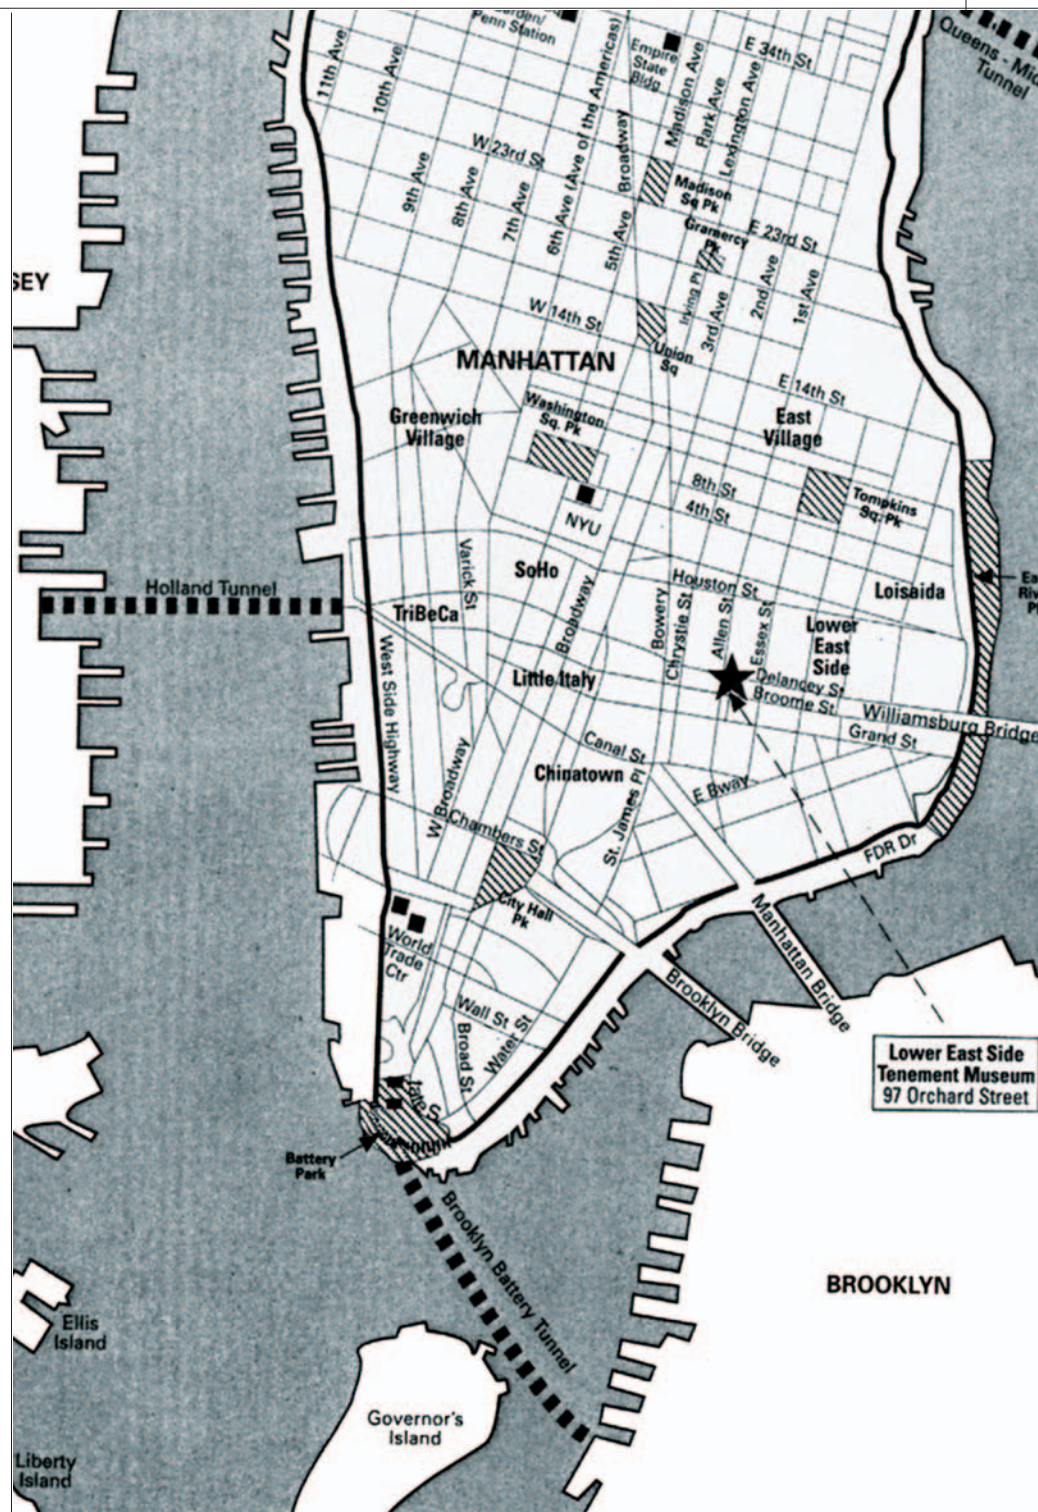 Garden/
Penn Station
Empire
State
Bldg
E 34th St
Queens - Mid
Tunnel
11th Ave
10th Ave
9th Ave
8th Ave
7th Ave
6th Ave (Ave of the Americas)
5th Ave
Broadway
Madison Ave
Park Ave
Lexington Ave
W 23rd St
Madison
Sq Pk
Gramercy
Pk
E 23rd St
Irving Pl
3rd Ave
2nd Ave
1st Ave
SEY
W 14th St
Union
Sq
MANHATTAN
E 14th St
Greenwich
Village
Washington
Sq. Pk
East
Village
8th St
4th St
Tompkins
Sq. Pk
NYU
Holland Tunnel
Varick St
SoHo
Broadway
Houston St
Loisaida
TriBeCa
Bowery
Chrystie St
Allen St
Essex St
Lower
East
Side
West Side Highway
Little Italy
Delancey St
Broome St
Williamsburg Bridge
Grand St
Canal St
Chinatown
E Bway
W Broadway
St. James Pl
Chambers St
FDR Dr
City Hall
Pk
World
Trade
Ctr
Manhattan Bridge
Brooklyn Bridge
Wall St
Broad St
Water St
Lower East Side
Tenement Museum
97 Orchard Street
Battery
Park
Brooklyn Battery Tunnel
BROOKLYN
Ellis
Island
Governor's
Island
Liberty
Island